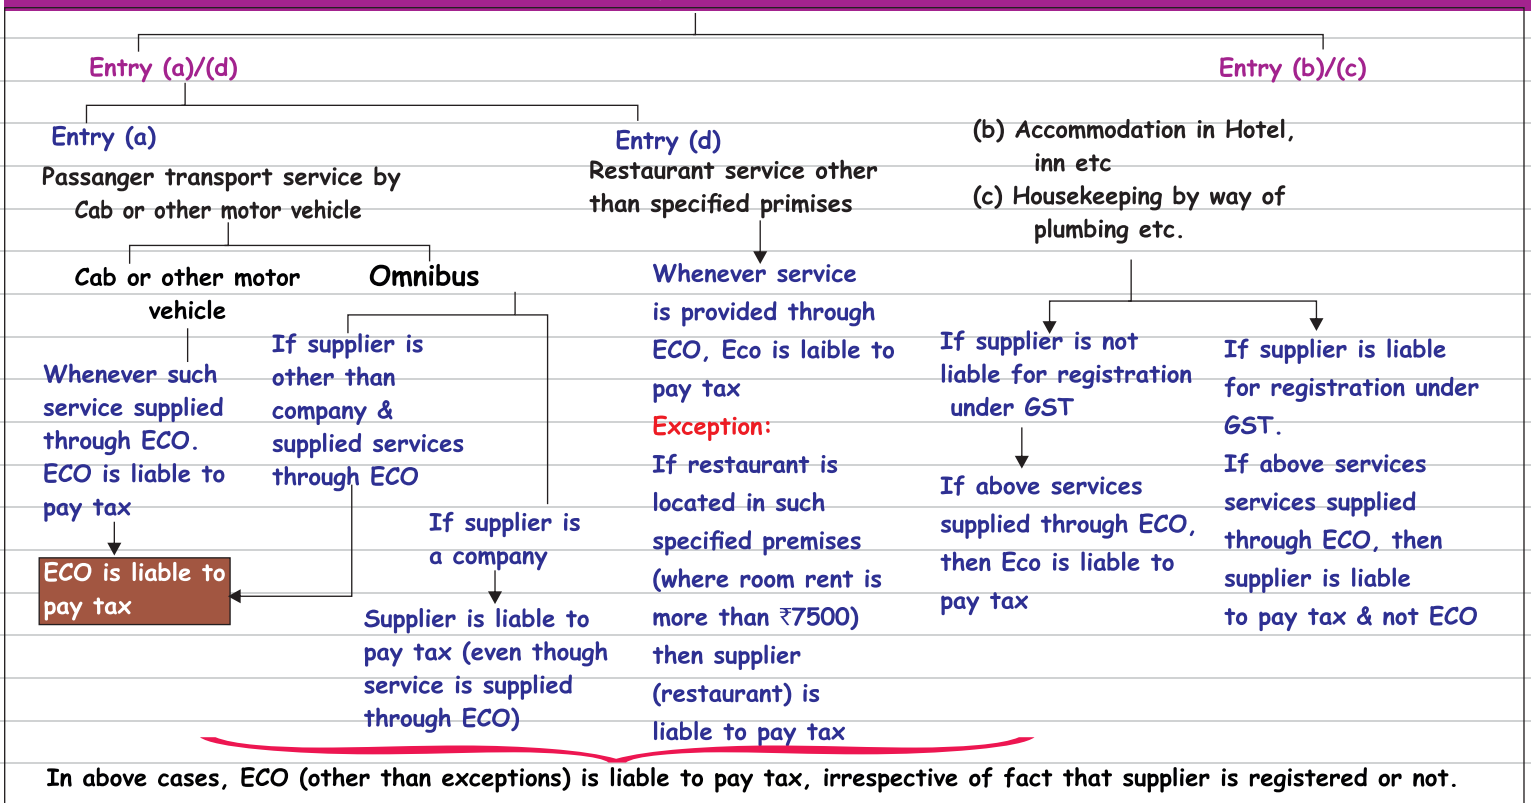 Entry (a)/(d)
Entry (b)/(c)
Entry (a)
Passanger transport service by
Cab or other motor vehicle
Cab or other motor
vehicle
Whenever such
service supplied
through ECO.
ECO is liable to
pay tax
ECO is liable to
pay tax
Omnibus
If supplier is
other than
company &
supplied services
through ECO
If supplier is
a company
Supplier is liable to
pay tax (even though
service is supplied
through ECO)
Entry (d)
Restaurant service other
than specified primises
Whenever service
is provided through
ECO, Eco is laible to
pay tax
Exception:
If restaurant is
located in such
specified premises
(where room rent is
more than ₹7500)
then supplier
(restaurant) is
liable to pay tax
(b) Accommodation in Hotel,
inn etc
(c) Housekeeping by way of
plumbing etc.
If supplier is not
liable for registration
under GST
If above services
supplied through ECO,
then Eco is liable to
pay tax
If supplier is liable
for registration under
GST.
If above services
services supplied
through ECO, then
supplier is liable
to pay tax & not ECO
In above cases, ECO (other than exceptions) is liable to pay tax, irrespective of fact that supplier is registered or not.